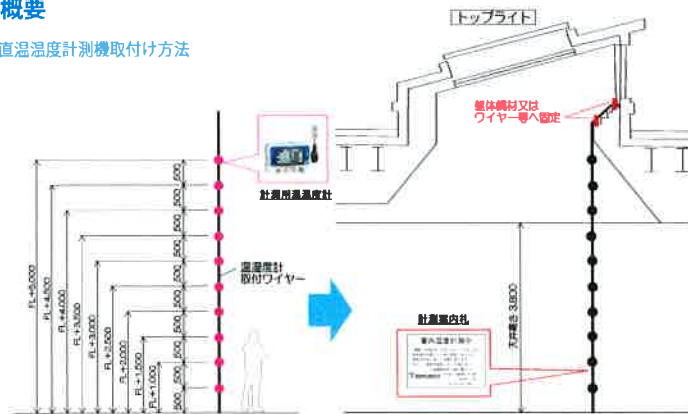 概要
直温温度計測機取付け方法
トップライト
躯体鋼材又は
ワイヤー等へ固定
計測用温湿度計
温湿度計
取付ワイヤー
FL+5,000
FL+4,500
FL+4,000
FL+3,500
FL+3,000
FL+2,500
FL+2,000
FL+1,500
FL+1,000
500
500
500
500
500
500
500
500
500
500
天井高さ 3,800
計測案内札
室内温度計測中